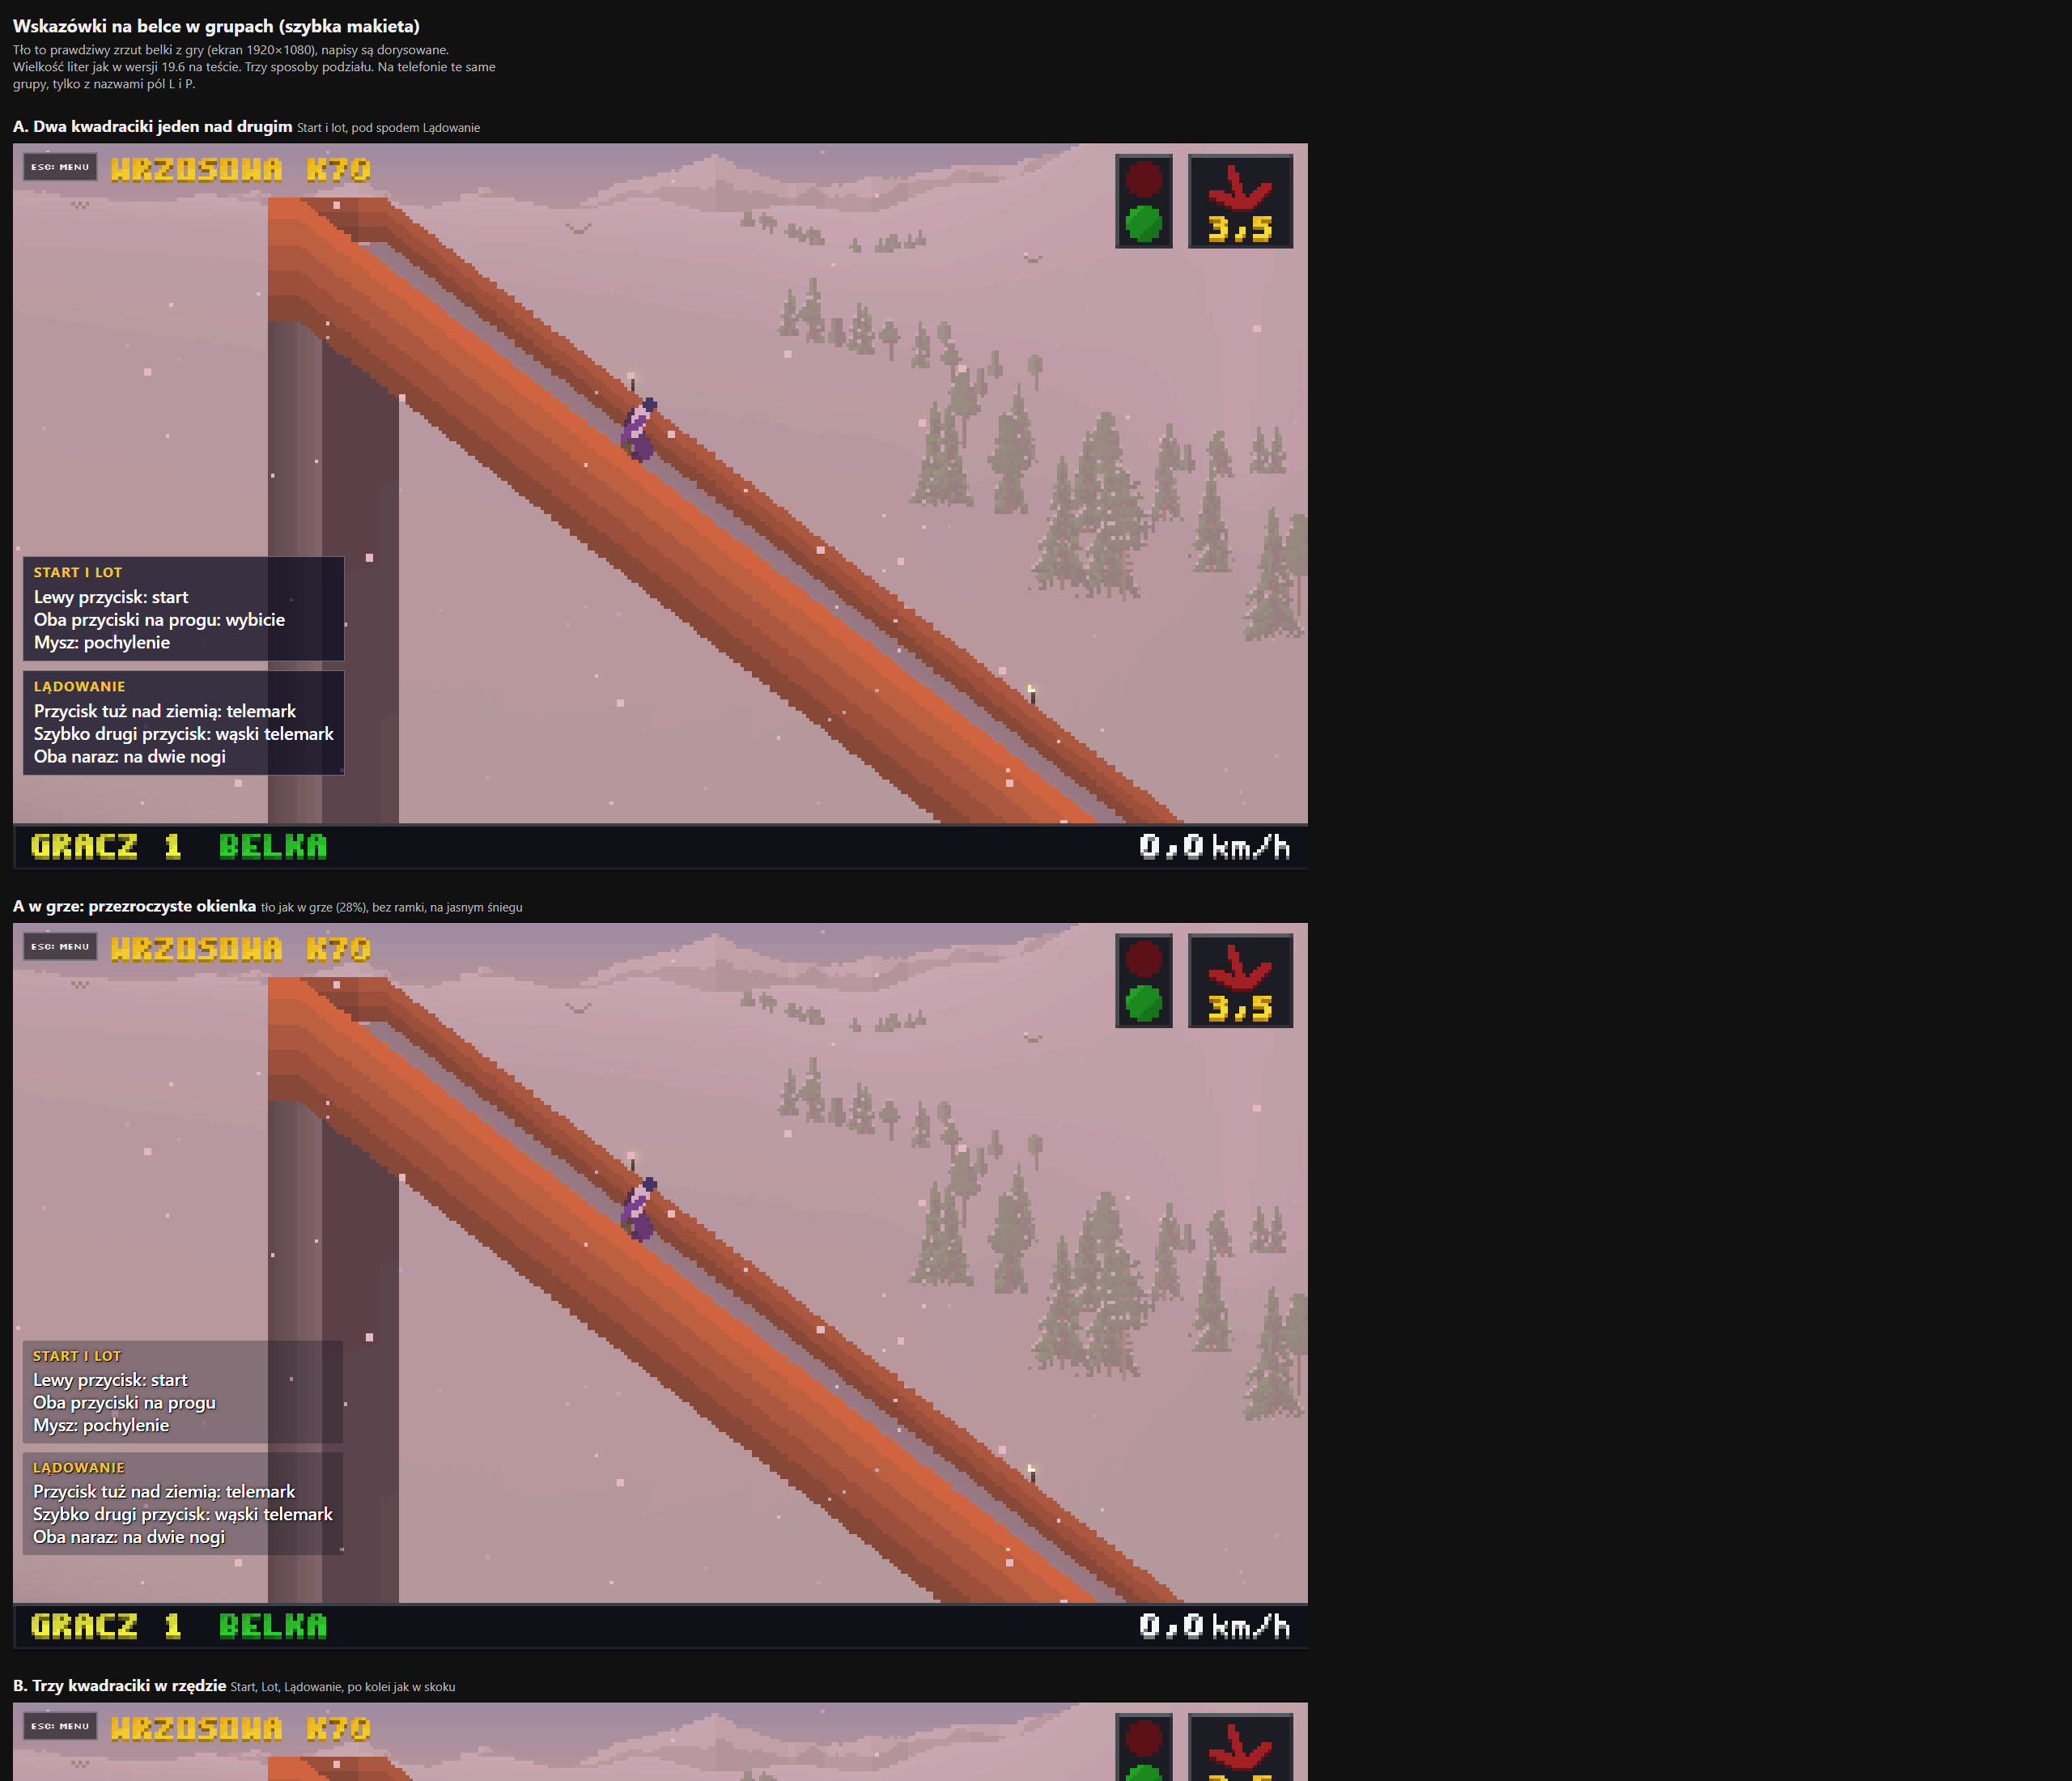 Wskazówki na belce w grupach (szybka makieta)
Tło to prawdziwy zrzut belki z gry (ekran 1920×1080), napisy są dorysowane.
Wielkość liter jak w wersji 19.6 na teście. Trzy sposoby podziału. Na telefonie te same
grupy, tylko z nazwami pól L i P.
A. Dwa kwadraciki jeden nad drugim Start i lot, pod spodem Lądowanie
ESC: MENU
WRZOSOWA K70
3,5
START I LOT
Lewy przycisk: start
Oba przyciski na progu: wybicie
Mysz: pochylenie
LĄDOWANIE
Przycisk tuż nad ziemią: telemark
Szybko drugi przycisk: wąski telemark
Oba naraz: na dwie nogi
GRACZ 1 BELKA 0,0 km/h
A w grze: przezroczyste okienka tło jak w grze (28%), bez ramki, na jasnym śniegu
ESC: MENU
WRZOSOWA K70
3,5
START I LOT
Lewy przycisk: start
Oba przyciski na progu
Mysz: pochylenie
LĄDOWANIE
Przycisk tuż nad ziemią: telemark
Szybko drugi przycisk: wąski telemark
Oba naraz: na dwie nogi
GRACZ 1 BELKA 0,0 km/h
B. Trzy kwadraciki w rzędzie Start, Lot, Lądowanie, po kolei jak w skoku
ESC: MENU
WRZOSOWA K70